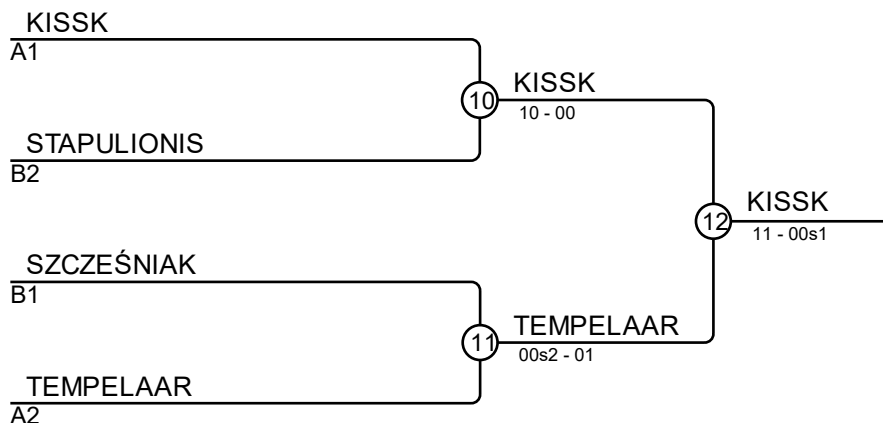 KISSK
A1
10
KISSK
10 - 00
STAPULIONIS
B2
12
KISSK
11 - 00s1
SZCZEŚNIAK
B1
11
TEMPELAAR
00s2 - 01
TEMPELAAR
A2